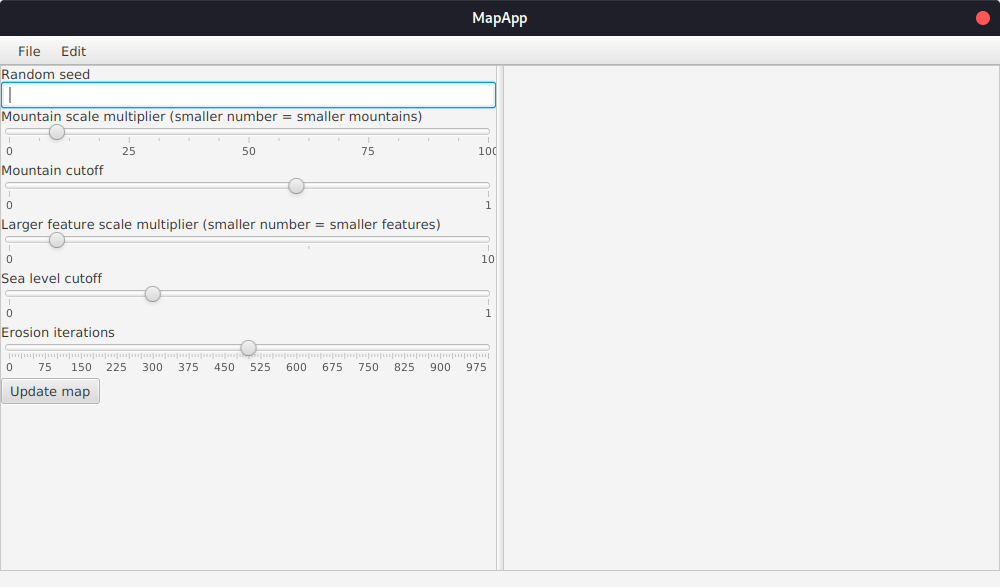 MapApp
File Edit
Random seed
Mountain scale multiplier (smaller number = smaller mountains)
0 25 50 75 100
Mountain cutoff
0 1
Larger feature scale multiplier (smaller number = smaller features)
0 10
Sea level cutoff
0 1
Erosion iterations
0 75 150 225 300 375 450 525 600 675 750 825 900 975
Update map